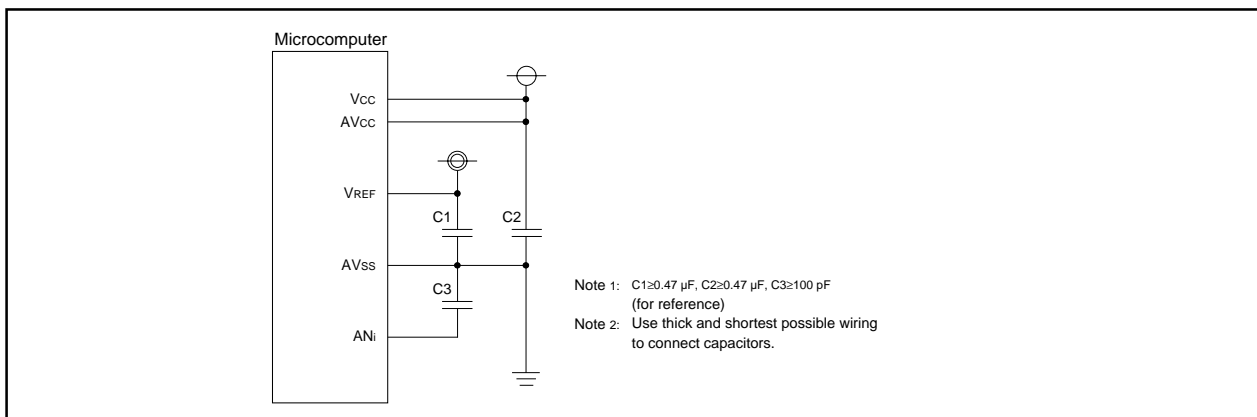 Microcomputer
VCC
AVCC
VREF
C1
C2
AVSS
C3
ANi
Note 1: C1≥0.47 µF, C2≥0.47 µF, C3≥100 pF
(for reference)
Note 2: Use thick and shortest possible wiring
to connect capacitors.